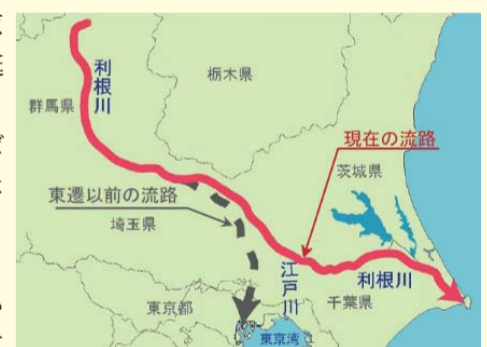 利根川
栃木県
群馬県
現在の流路
茨城県
東遷以前の流路
埼玉県
江戸川
利根川
千葉県
東京都
東京湾